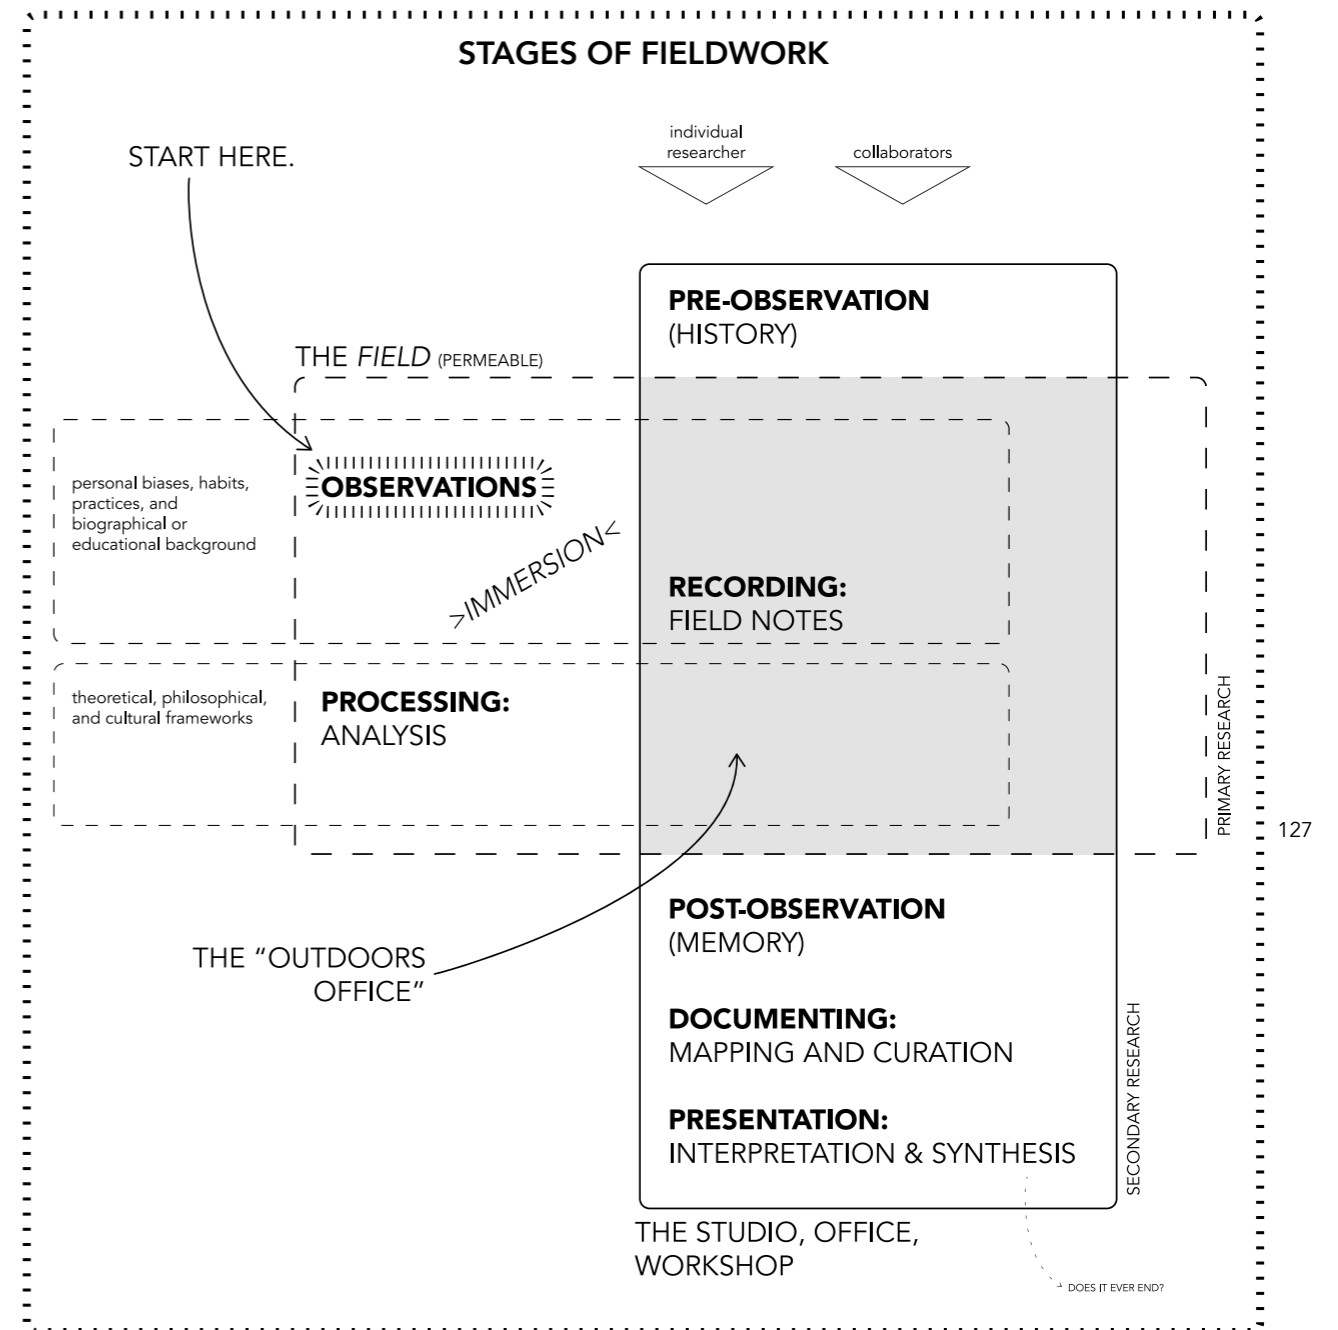 STAGES OF FIELDWORK
individual
researcher
collaborators
START HERE.
PRE-OBSERVATION
(HISTORY)
THE FIELD (PERMEABLE)
personal biases, habits,
practices, and
biographical or
educational background
OBSERVATIONS
>IMMERSION<
RECORDING:
FIELD NOTES
theoretical, philosophical,
and cultural frameworks
PROCESSING:
ANALYSIS
PRIMARY RESEARCH
127
POST-OBSERVATION
(MEMORY)
THE “OUTDOORS
OFFICE”
DOCUMENTING:
MAPPING AND CURATION
PRESENTATION:
INTERPRETATION & SYNTHESIS
SECONDARY RESEARCH
THE STUDIO, OFFICE,
WORKSHOP
DOES IT EVER END?